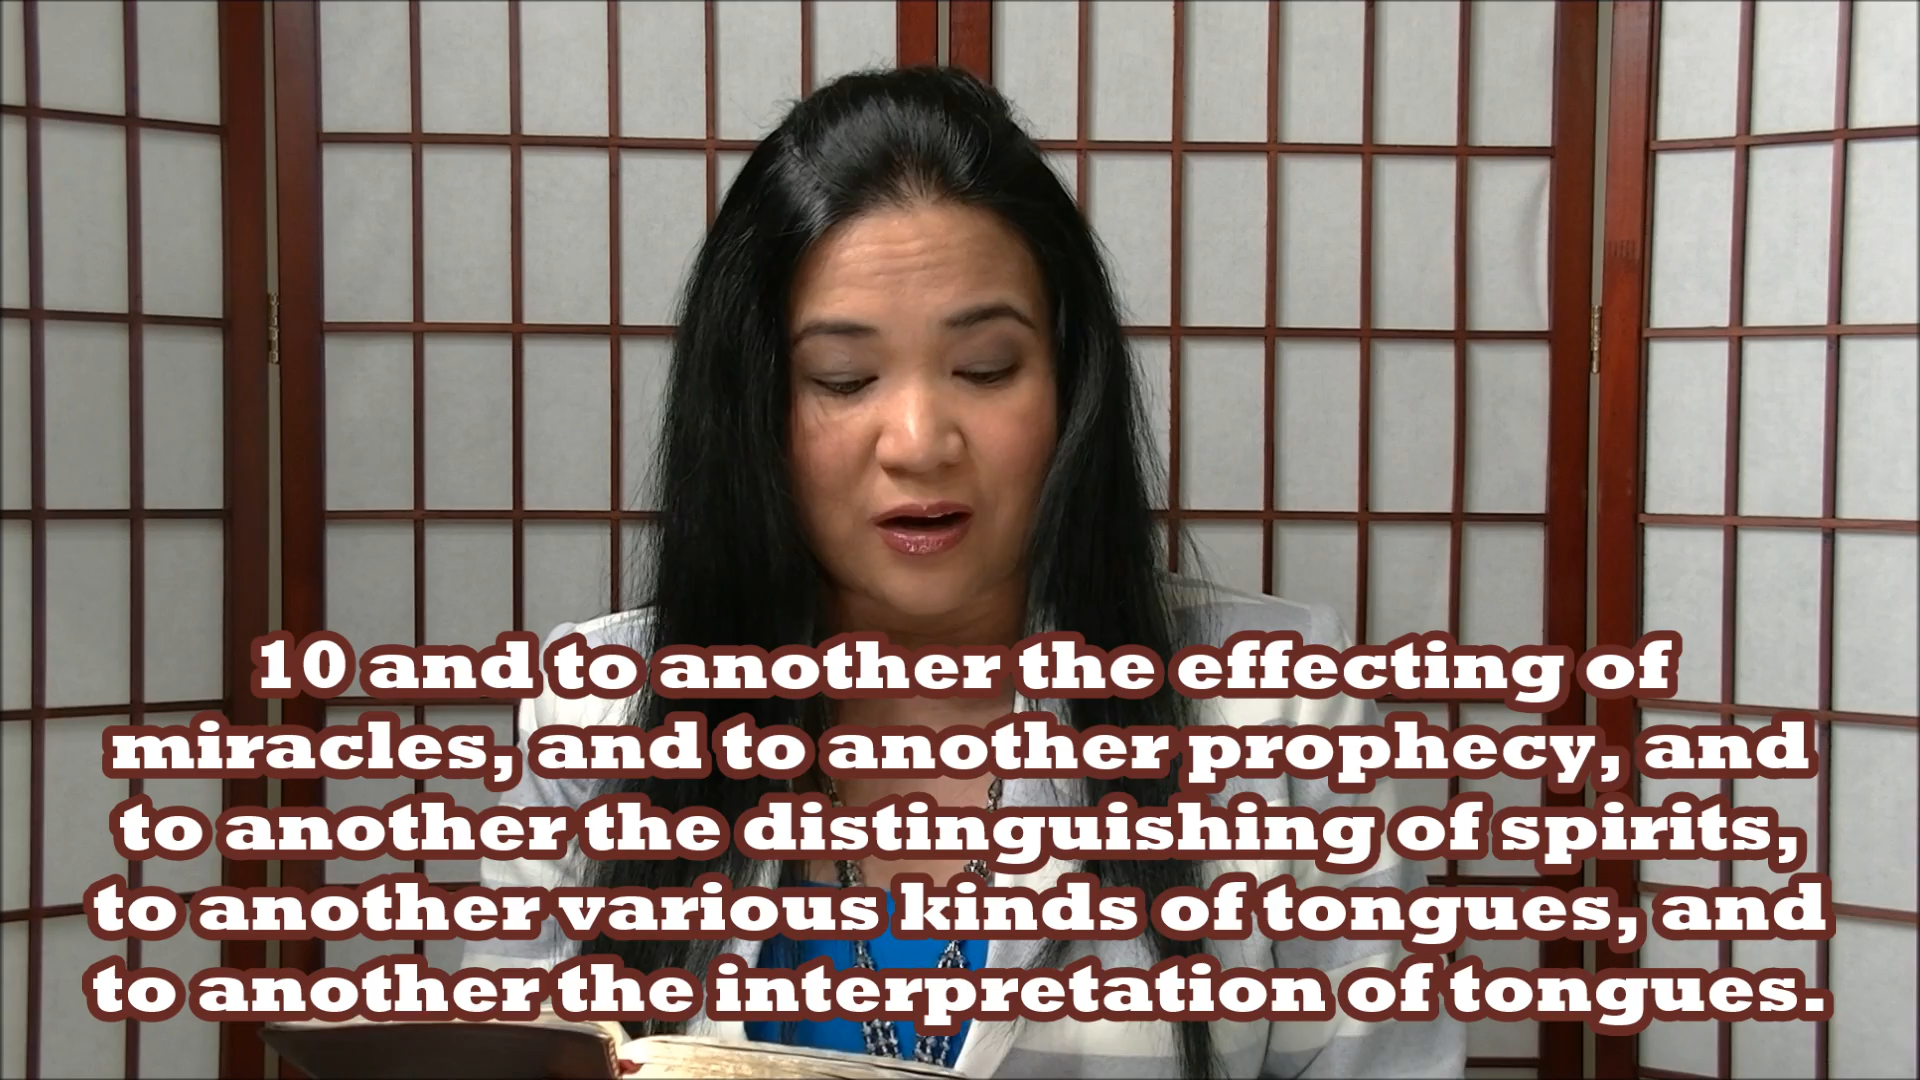 10 and to another the effecting of
miracles, and to another prophecy, and
to another the distinguishing of spirits,
to another various kinds of tongues, and
to another the interpretation of tongues.